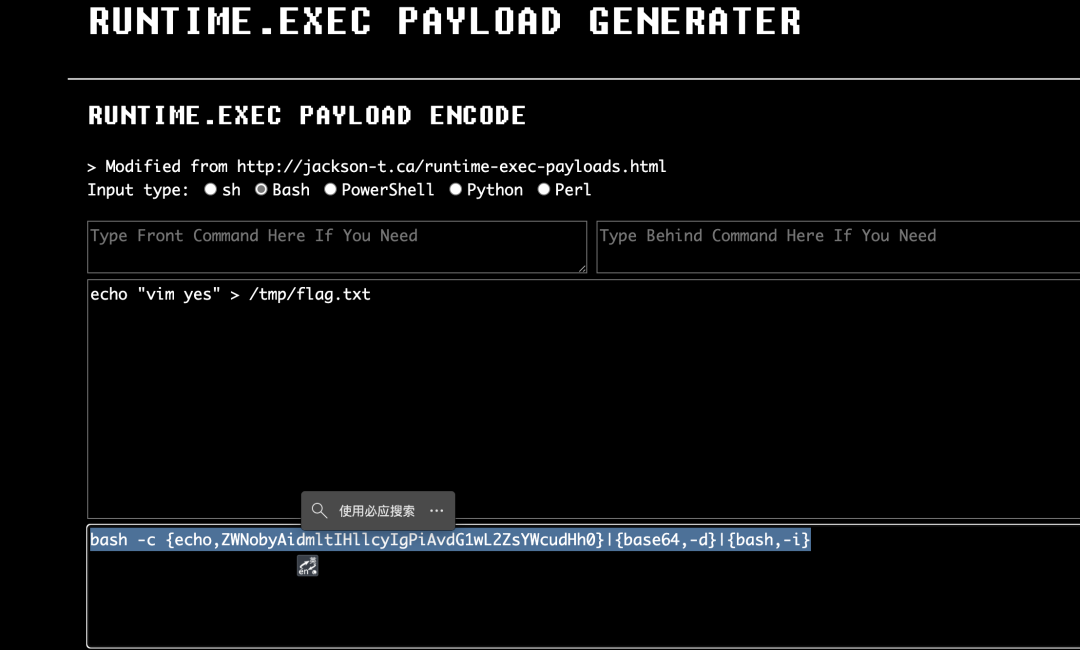 RUNTIME.EXEC PAYLOAD GENERATER
RUNTIME.EXEC PAYLOAD ENCODE
> Modified from http://jackson-t.ca/runtime-exec-payloads.html
Input type: sh Bash PowerShell Python Perl
Type Front Command Here If You Need Type Behind Command Here If You Need
echo "vim yes" > /tmp/flag.txt
使用必应搜索 ···
bash -c {echo,ZWNobyAidmltIHllcyIgPiAvdG1wL2ZsYWcudHh0}|{base64,-d}|{bash,-i}
en